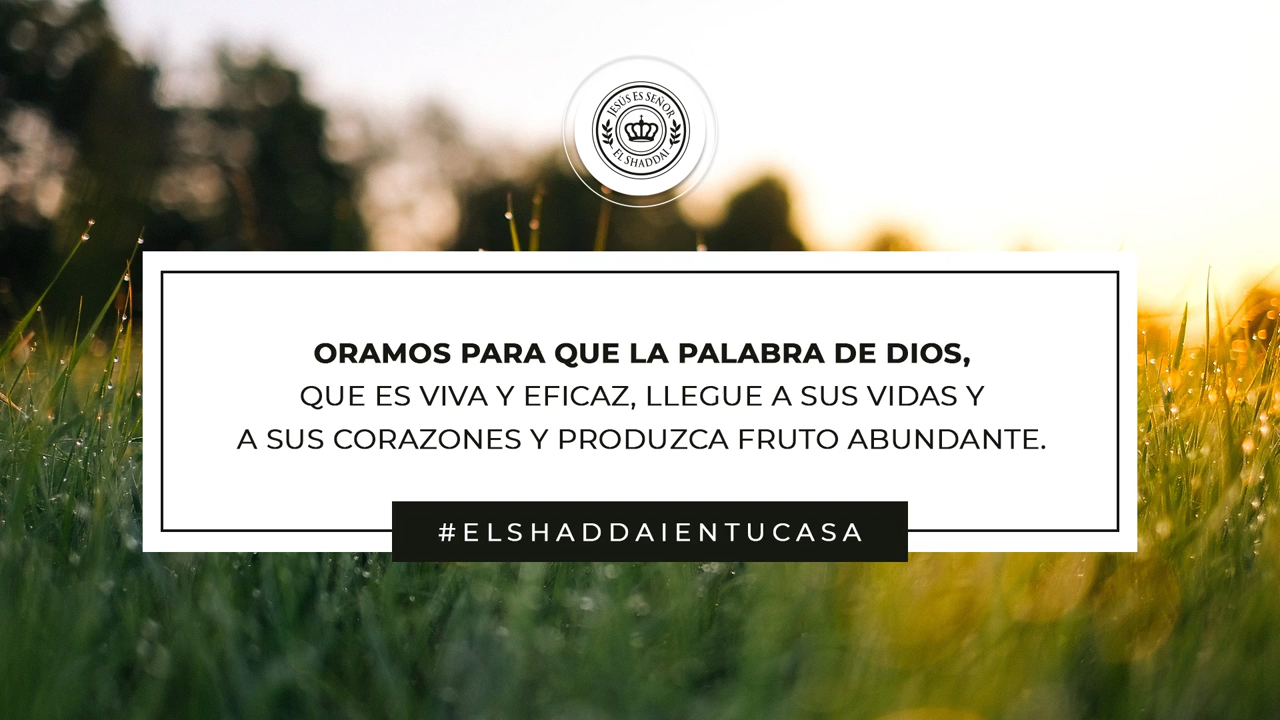 JESÚS ES SEÑOR
EL SHADDAI
ORAMOS PARA QUE LA PALABRA DE DIOS,
QUE ES VIVA Y EFICAZ, LLEGUE A SUS VIDAS Y
A SUS CORAZONES Y PRODUZCA FRUTO ABUNDANTE.
#ELSHADDAIENTUCASA